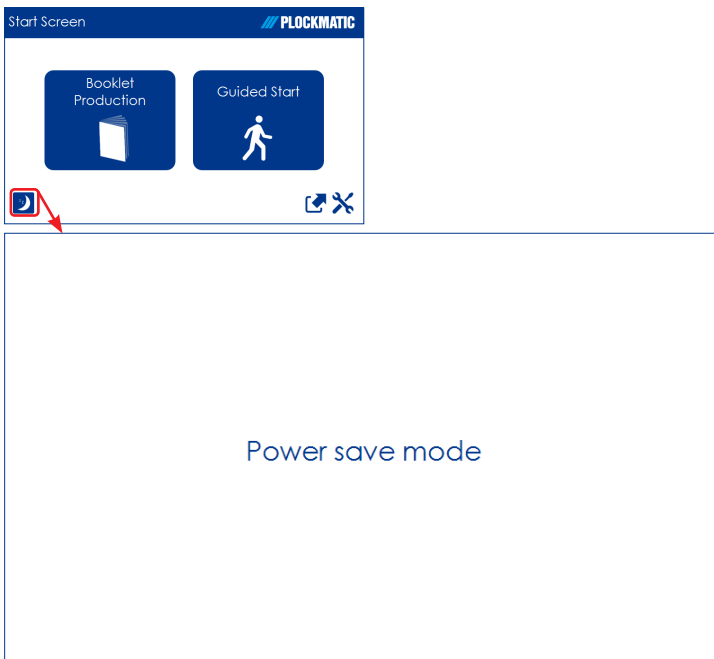 Start Screen
PLOCKMATIC
Booklet
Production
Guided Start
Power save mode